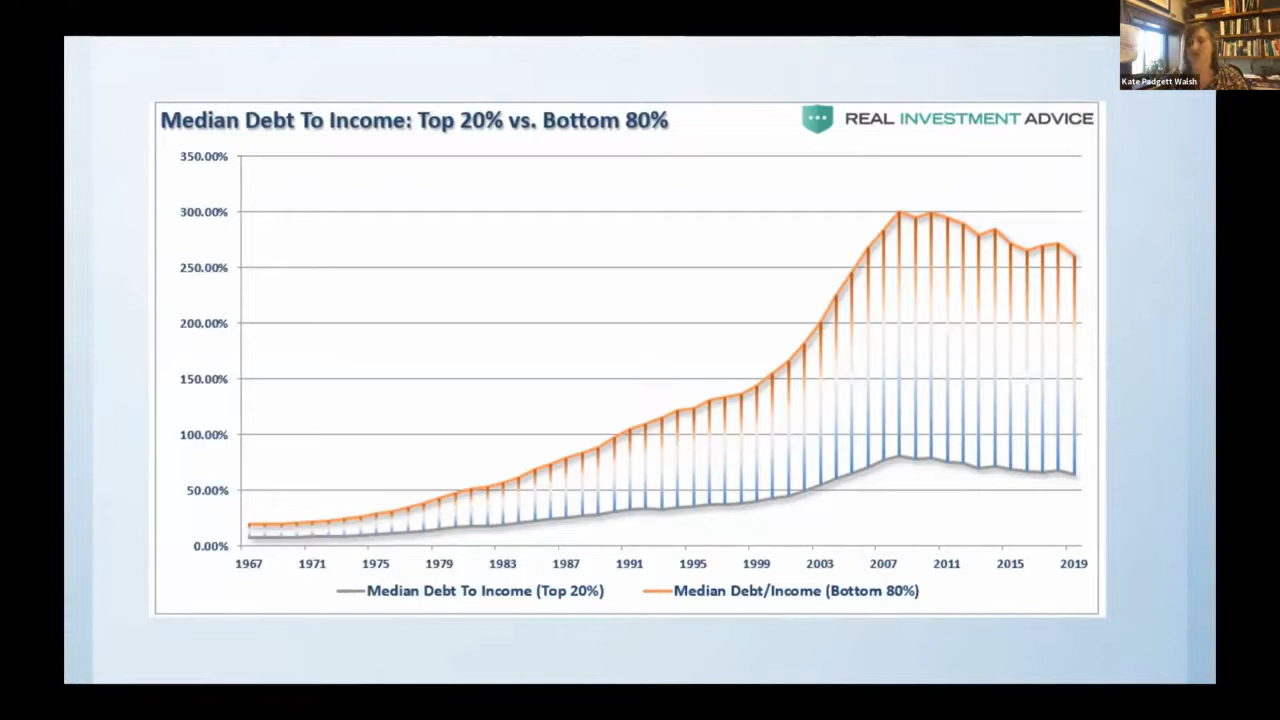 Kate Padgett Walsh
Median Debt To Income: Top 20% vs. Bottom 80%
REAL INVESTMENT ADVICE
350.00%
300.00%
250.00%
200.00%
150.00%
100.00%
50.00%
0.00%
1967 1971 1975 1979 1983 1987 1991 1995 1999 2003 2007 2011 2015 2019
Median Debt To Income (Top 20%) Median Debt/Income (Bottom 80%)